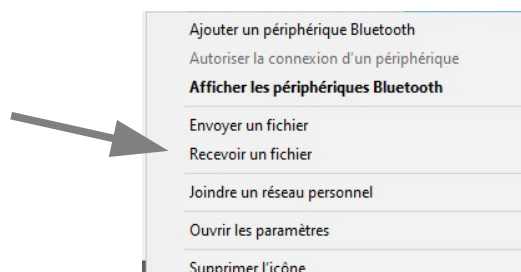 Ajouter un périphérique Bluetooth
Autoriser la connexion d'un périphérique
Afficher les périphériques Bluetooth
Envoyer un fichier
Recevoir un fichier
Joindre un réseau personnel
Ouvrir les paramètres
Supprimer l'icône